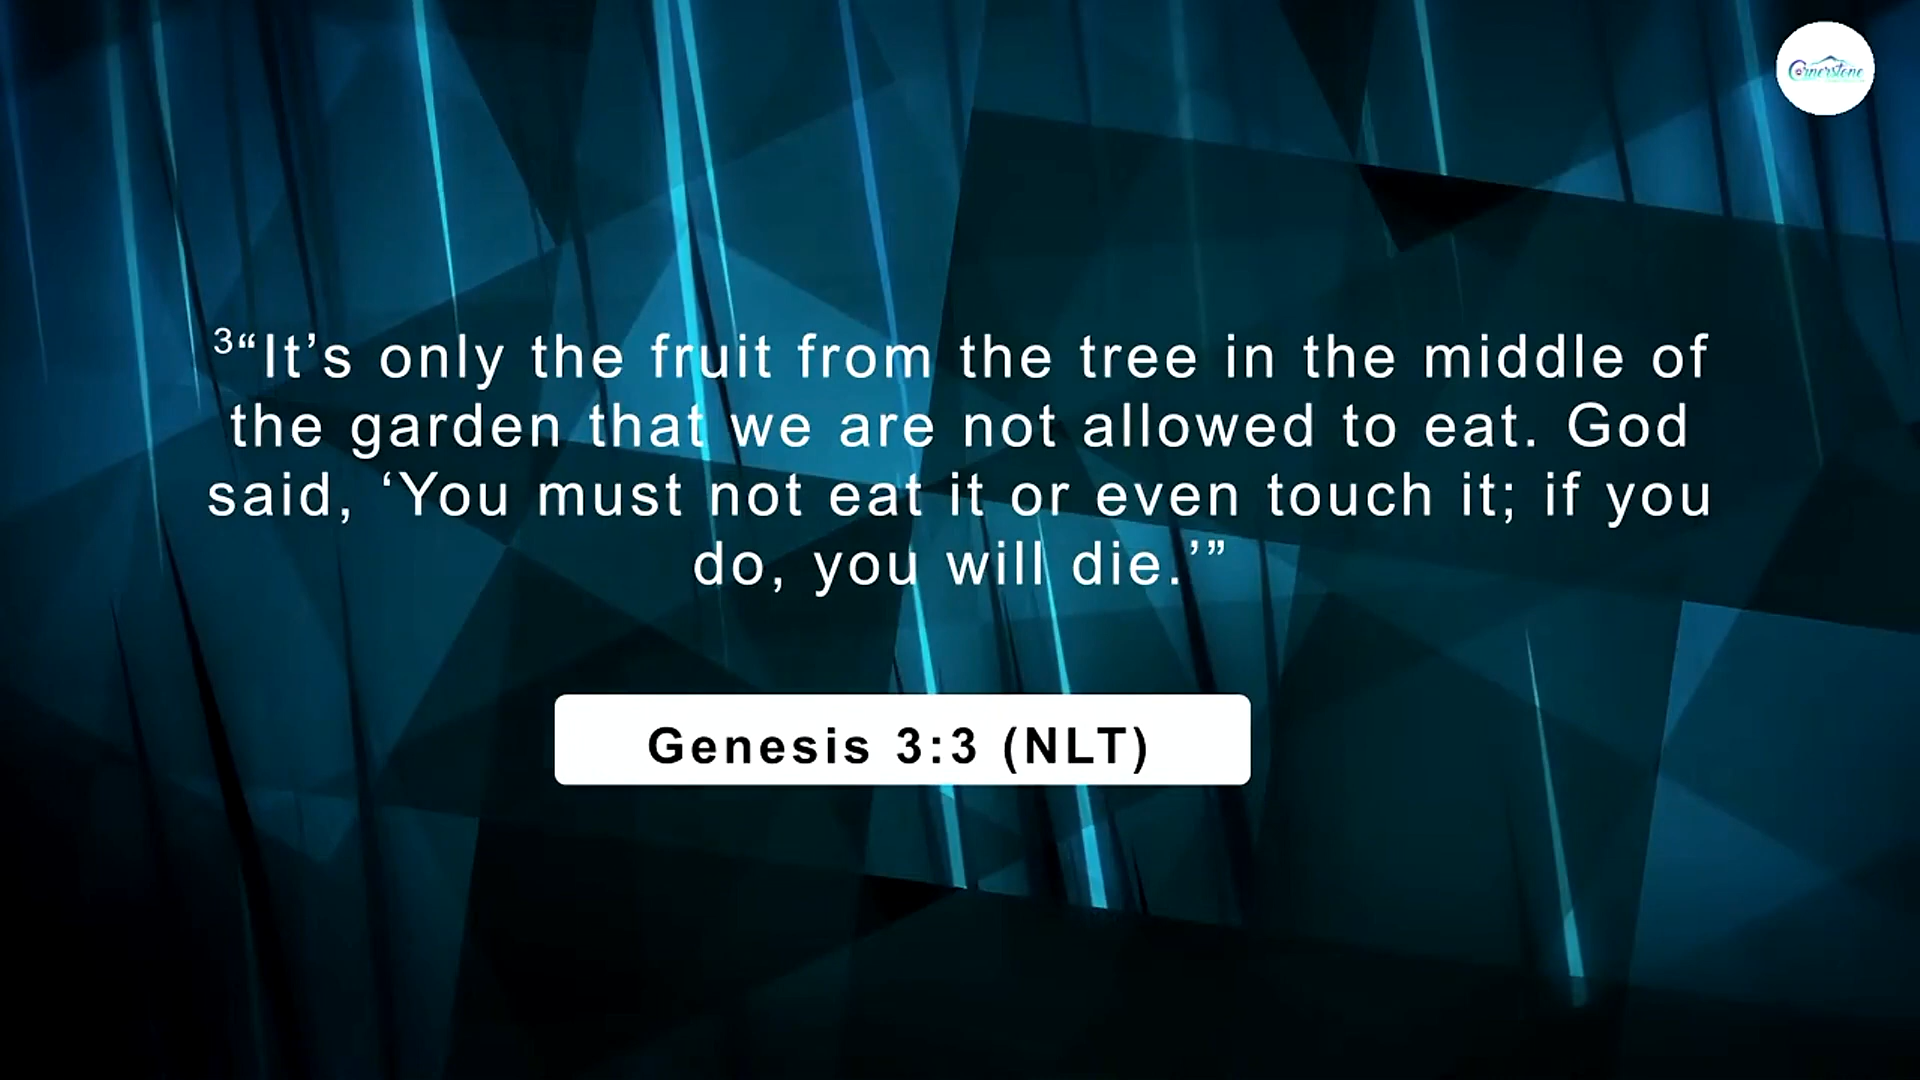 Cornerstone
³“It’s only the fruit from the tree in the middle of
the garden that we are not allowed to eat. God
said, ‘You must not eat it or even touch it; if you
do, you will die.’”
Genesis 3:3 (NLT)